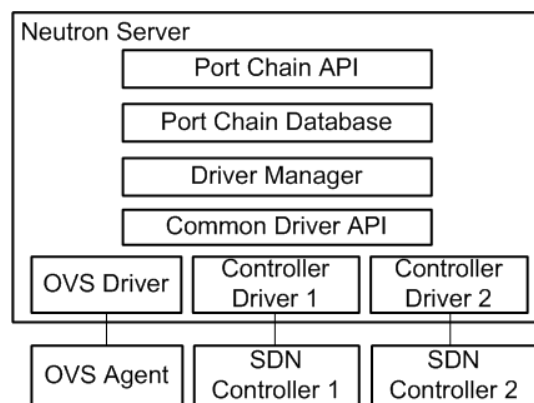 Neutron Server
Port Chain API
Port Chain Database
Driver Manager
Common Driver API
OVS Driver
Controller
Driver 1
Controller
Driver 2
OVS Agent
SDN
Controller 1
SDN
Controller 2